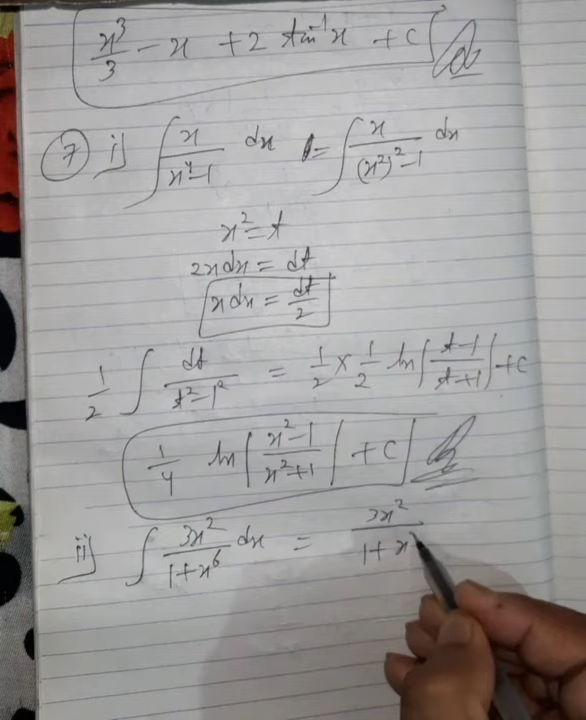 x³/3 - x + 2 tan⁻¹x + c
7 i) ∫ x/(x⁴-1) dx = ∫ x/((x²)²-1) dx
x² = t
2x dx = dt
x dx = dt/2
1/2 ∫ dt/(t²-1²) = 1/2 × 1/2 ln|(t-1)/(t+1)| + c
1/4 ln|(x²-1)/(x²+1)| + c
ii) ∫ 3x²/(1+x⁶) dx = 3x²/(1+x